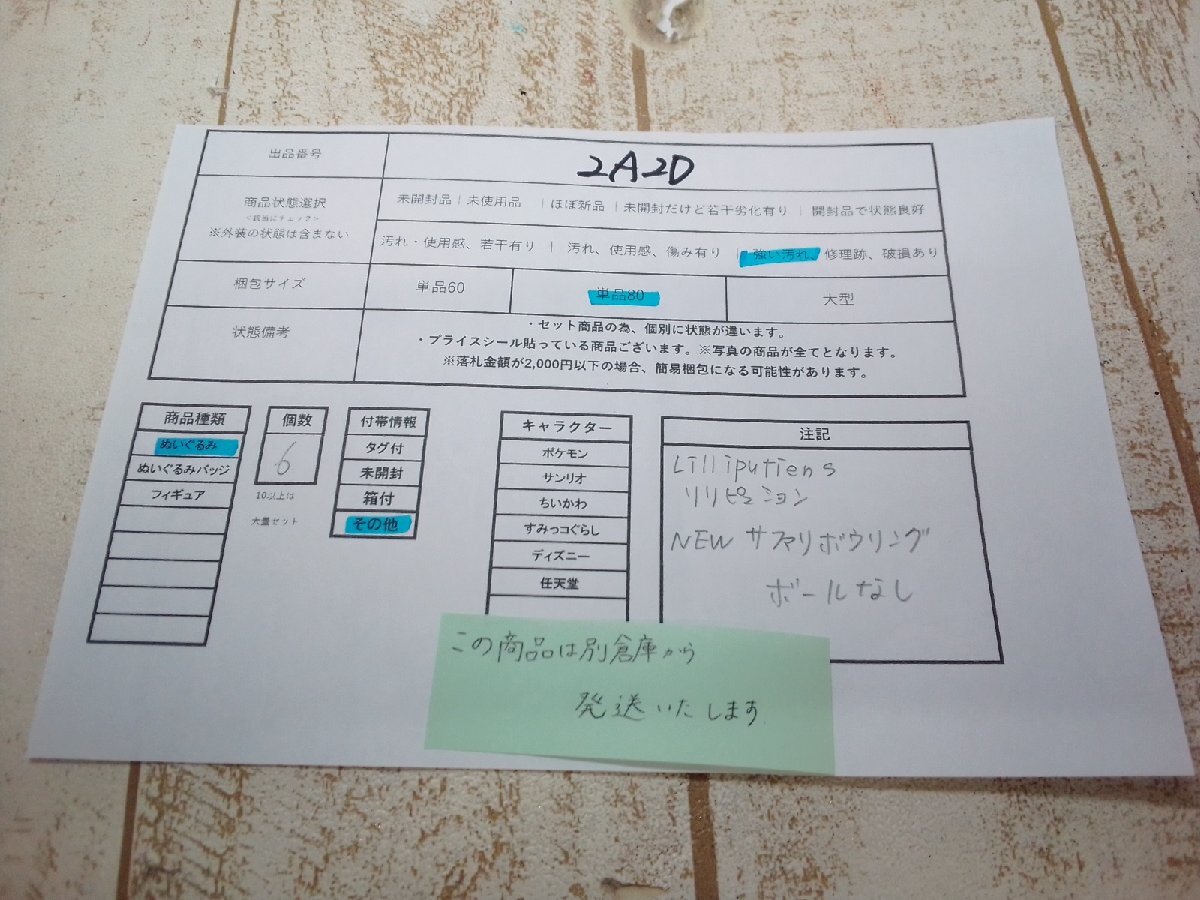 出品番号
2A2D
商品状態選択
<該当にチェック>
※外装の状態は含まない
未開封品 | 未使用品 | ほぼ新品 | 未開封だけど若干劣化有り | 開封品で状態良好
汚れ・使用感、若干有り | 汚れ、使用感、傷み有り | 強い汚れ、修理跡、破損あり
梱包サイズ
単品60
単品80
大型
状態備考
・セット商品の為、個別に状態が違います。
・プライスシール貼っている商品ございます。※写真の商品が全てとなります。
※落札金額が2,000円以下の場合、簡易梱包になる可能性があります。
商品種類
ぬいぐるみ
ぬいぐるみバッジ
フィギュア
個数
6
10以上は
大量セット
付帯情報
タグ付
未開封
箱付
その他
キャラクター
ポケモン
サンリオ
ちいかわ
すみっコぐらし
ディズニー
任天堂
注記
Lilliputiens
リリピュション
NEW サファリボウリング
ボールなし
この商品は別倉庫から
発送いたします